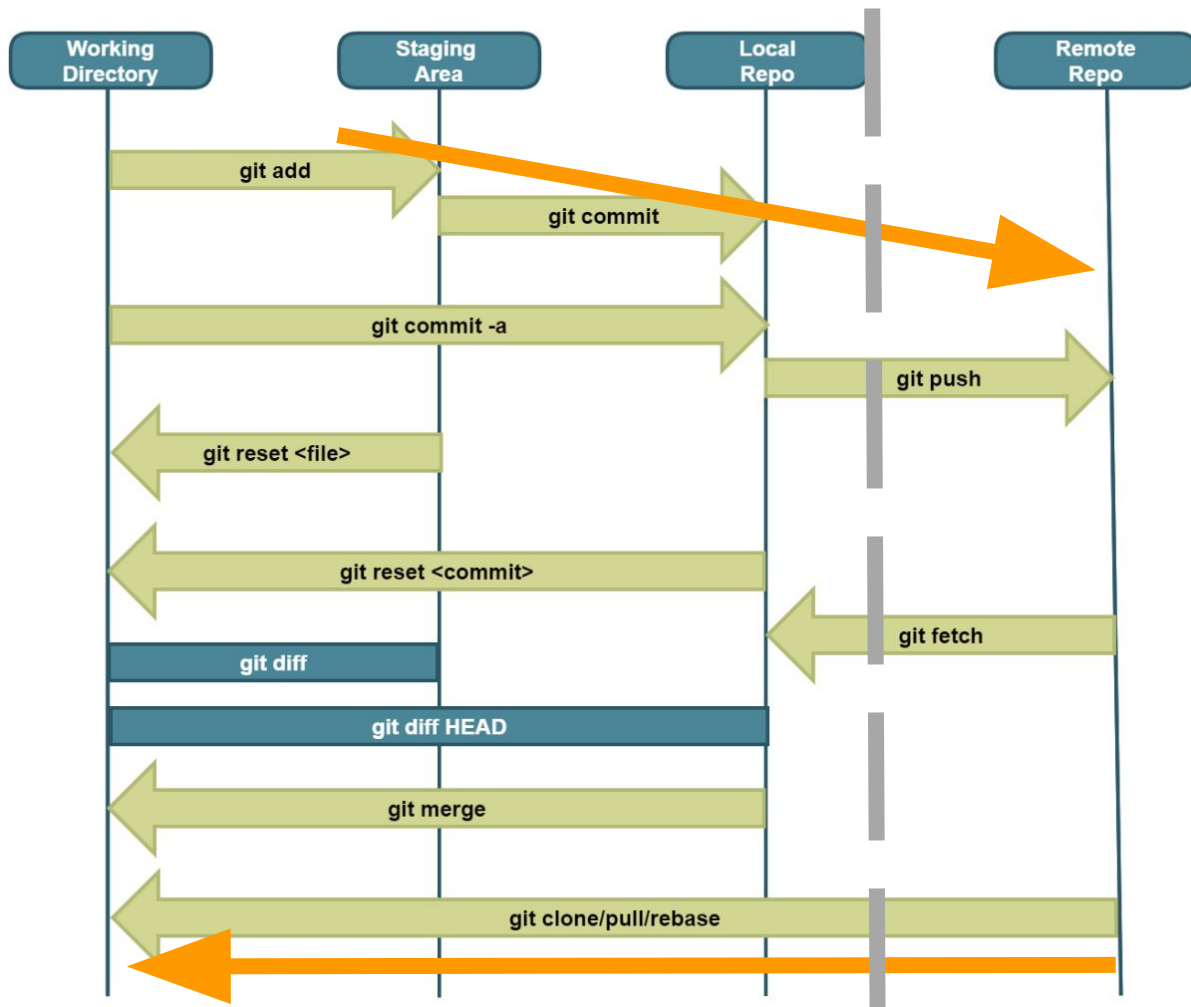 Working
Directory
Staging
Area
Local
Repo
Remote
Repo
git add
git commit
git commit -a
git push
git reset <file>
git reset <commit>
git fetch
git diff
git diff HEAD
git merge
git clone/pull/rebase